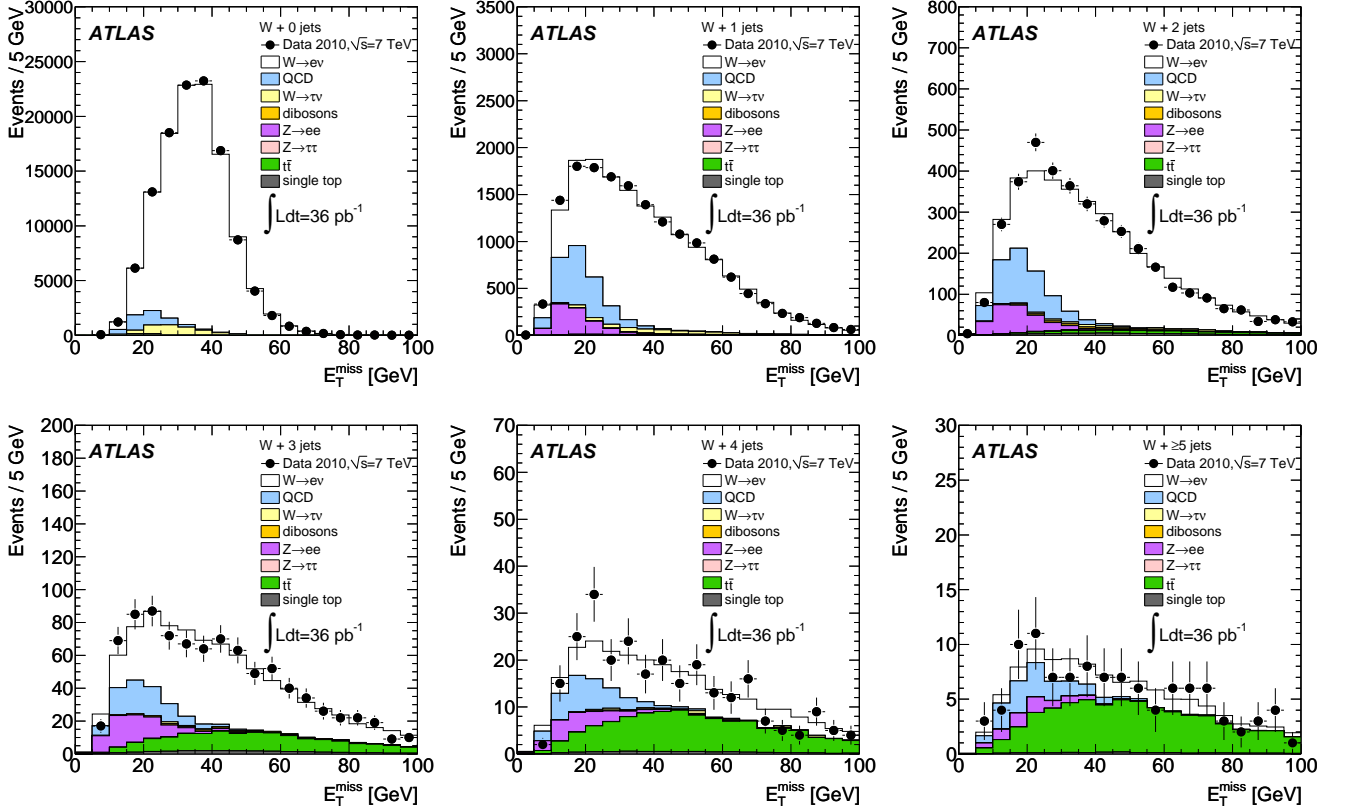 30000
25000
20000
15000
10000
5000
0
Events / 5 GeV
ATLAS
W + 0 jets
Data 2010,√s=7 TeV
W→eν
QCD
W→τν
dibosons
Z→ee
Z→ττ
tt̄
single top
∫Ldt=36 pb⁻¹
0 20 40 60 80 100
E_T^miss [GeV]
3500
3000
2500
2000
1500
1000
500
0
Events / 5 GeV
ATLAS
W + 1 jets
Data 2010,√s=7 TeV
W→eν
QCD
W→τν
dibosons
Z→ee
Z→ττ
tt̄
single top
∫Ldt=36 pb⁻¹
0 20 40 60 80 100
E_T^miss [GeV]
800
700
600
500
400
300
200
100
0
Events / 5 GeV
ATLAS
W + 2 jets
Data 2010,√s=7 TeV
W→eν
QCD
W→τν
dibosons
Z→ee
Z→ττ
tt̄
single top
∫Ldt=36 pb⁻¹
0 20 40 60 80 100
E_T^miss [GeV]
200
180
160
140
120
100
80
60
40
20
0
Events / 5 GeV
ATLAS
W + 3 jets
Data 2010,√s=7 TeV
W→eν
QCD
W→τν
dibosons
Z→ee
Z→ττ
tt̄
single top
∫Ldt=36 pb⁻¹
0 20 40 60 80 100
E_T^miss [GeV]
70
60
50
40
30
20
10
0
Events / 5 GeV
ATLAS
W + 4 jets
Data 2010,√s=7 TeV
W→eν
QCD
W→τν
dibosons
Z→ee
Z→ττ
tt̄
single top
∫Ldt=36 pb⁻¹
0 20 40 60 80 100
E_T^miss [GeV]
30
25
20
15
10
5
0
Events / 5 GeV
ATLAS
W + ≥5 jets
Data 2010,√s=7 TeV
W→eν
QCD
W→τν
dibosons
Z→ee
Z→ττ
tt̄
single top
∫Ldt=36 pb⁻¹
0 20 40 60 80 100
E_T^miss [GeV]